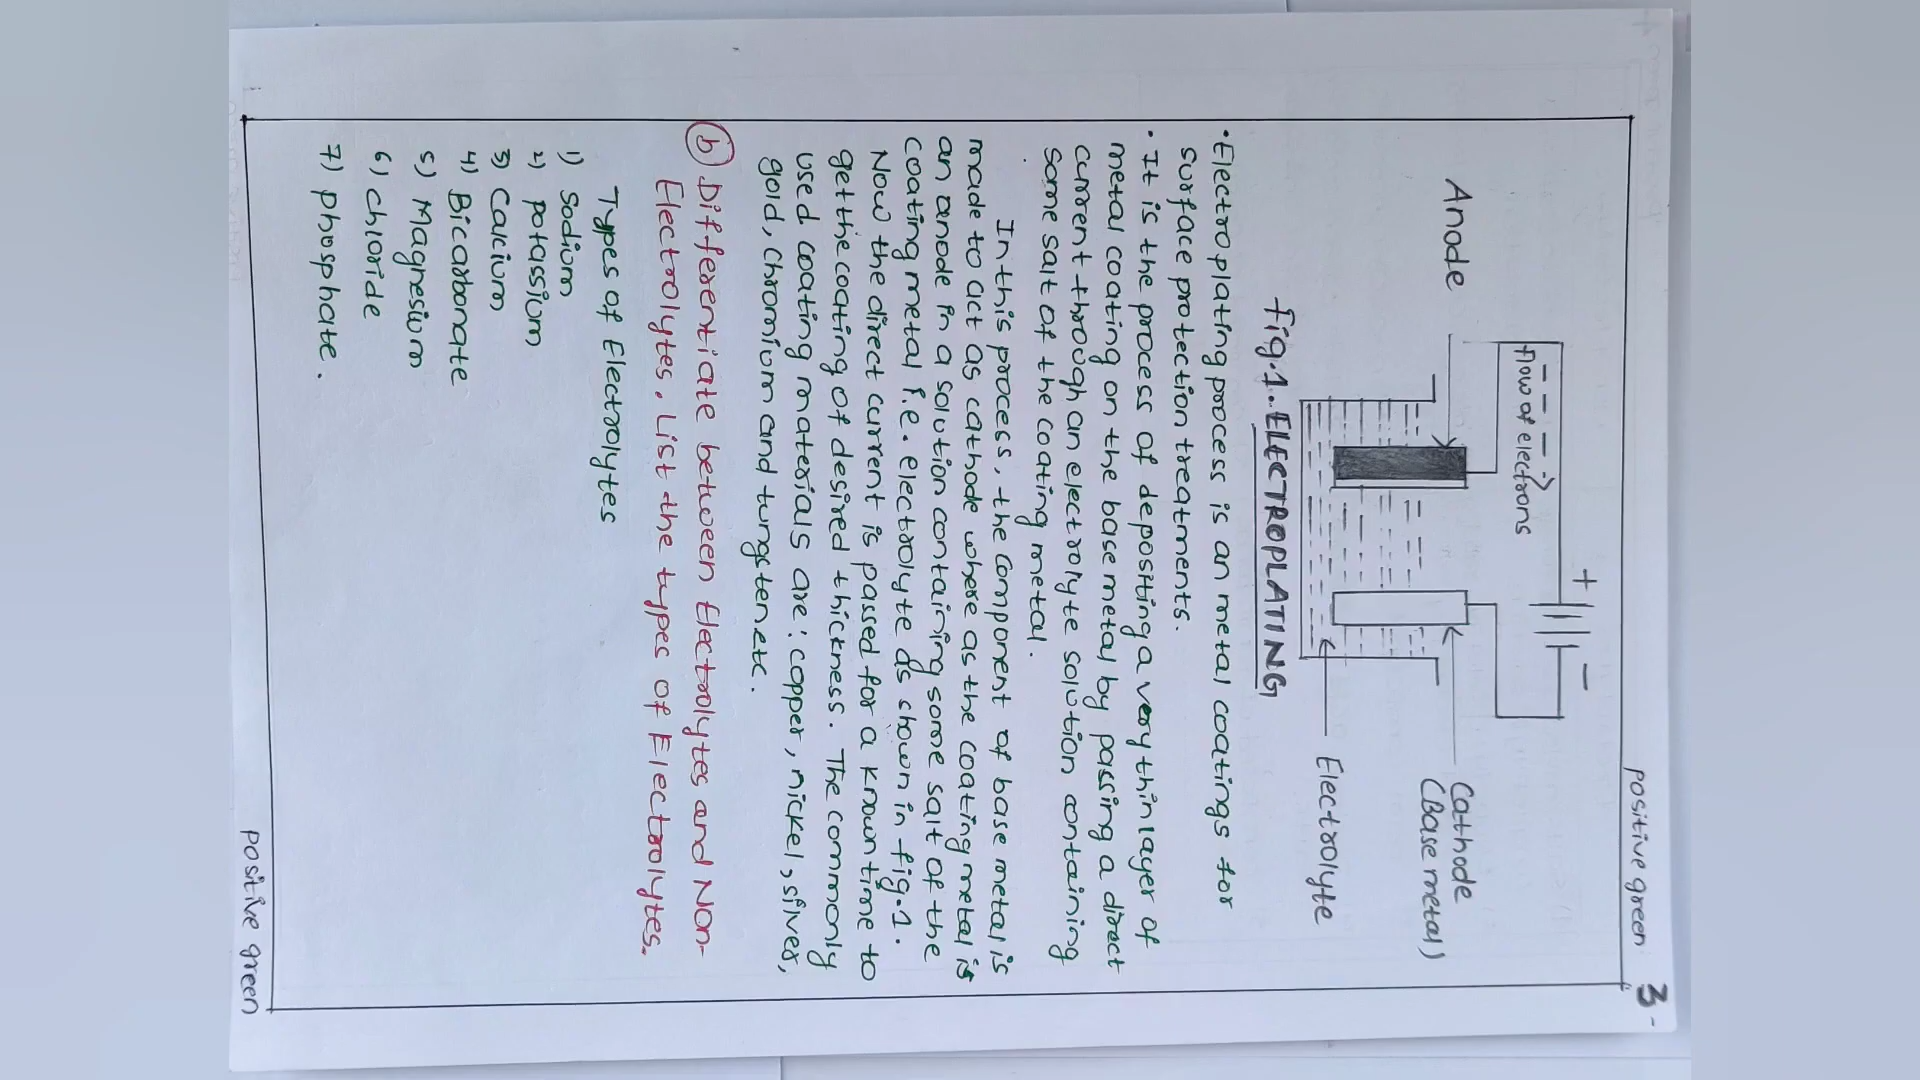 positive green 3-
+ -
flow of electrons
Anode
Cathode
(Base metal)
Electrolyte
fig.1. ELECTROPLATING
• Electroplating process is an metal coatings for
surface protection treatments.
• It is the process of depositing a very thin layer of
metal coating on the base metal by passing a direct
current through an electrolyte solution containing
some salt of the coating metal.
In this process, the component of base metal is
made to act as cathode where as the coating metal is
an anode in a solution containing some salt of the
coating metal i.e. electrolyte as shown in fig.1.
Now the direct current is passed for a known time to
get the coating of desired thickness. The commonly
used coating materials are: copper, nickel, silver,
gold, chromium and tungsten etc.
(b) Differentiate between Electrolytes and Non-
Electrolytes. List the types of Electrolytes.
Types of Electrolytes
1) Sodium
2) potassium
3) Calcium
4) Bicarbonate
5) Magnesium
6) chloride
7) phosphate.
positive green